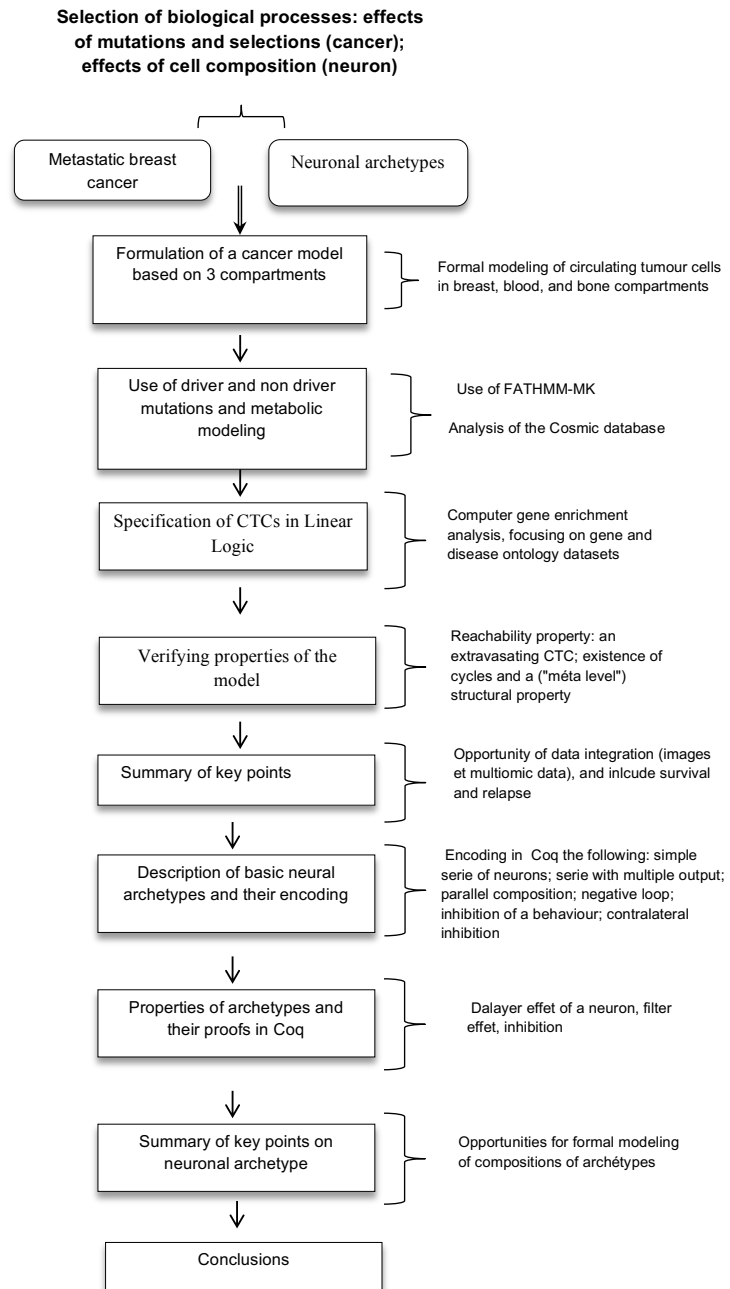 Selection of biological processes: effects
of mutations and selections (cancer);
effects of cell composition (neuron)
Metastatic breast
cancer
Neuronal archetypes
Formulation of a cancer model
based on 3 compartments
Formal modeling of circulating tumour cells
in breast, blood, and bone compartments
Use of driver and non driver
mutations and metabolic
modeling
Use of FATHMM-MK
Analysis of the Cosmic database
Specification of CTCs in Linear
Logic
Computer gene enrichment
analysis, focusing on gene and
disease ontology datasets
Verifying properties of the
model
Reachability property: an
extravasating CTC; existence of
cycles and a ("méta level")
structural property
Summary of key points
Opportunity of data integration (images
et multiomic data), and inlcude survival
and relapse
Description of basic neural
archetypes and their encoding
Encoding in Coq the following: simple
serie of neurons; serie with multiple output;
parallel composition; negative loop;
inhibition of a behaviour; contralateral
inhibition
Properties of archetypes and
their proofs in Coq
Dalayer effet of a neuron, filter
effet, inhibition
Summary of key points on
neuronal archetype
Opportunities for formal modeling
of compositions of archétypes
Conclusions